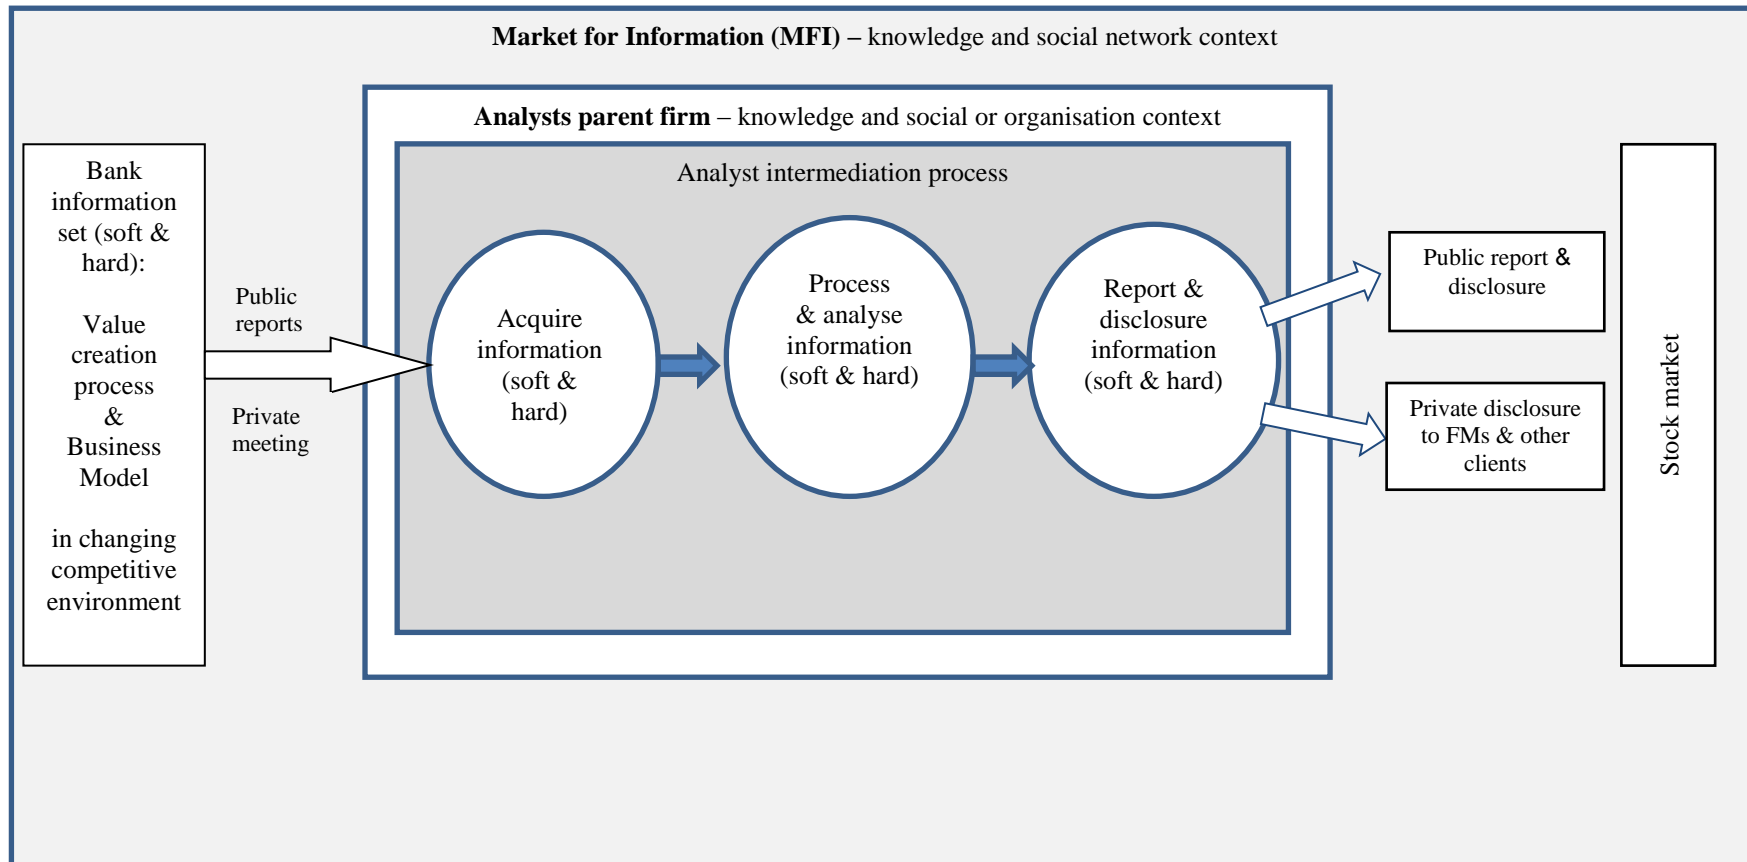 Market for Information (MFI) – knowledge and social network context
Analysts parent firm – knowledge and social or organisation context
Analyst intermediation process
Bank
information
set (soft &
hard):
Value
creation
process
&
Business
Model
in changing
competitive
environment
Public
reports
Private
meeting
Acquire
information
(soft &
hard)
Process
& analyse
information
(soft & hard)
Report &
disclosure
information
(soft & hard)
Public report &
disclosure
Private disclosure
to FMs & other
clients
Stock market